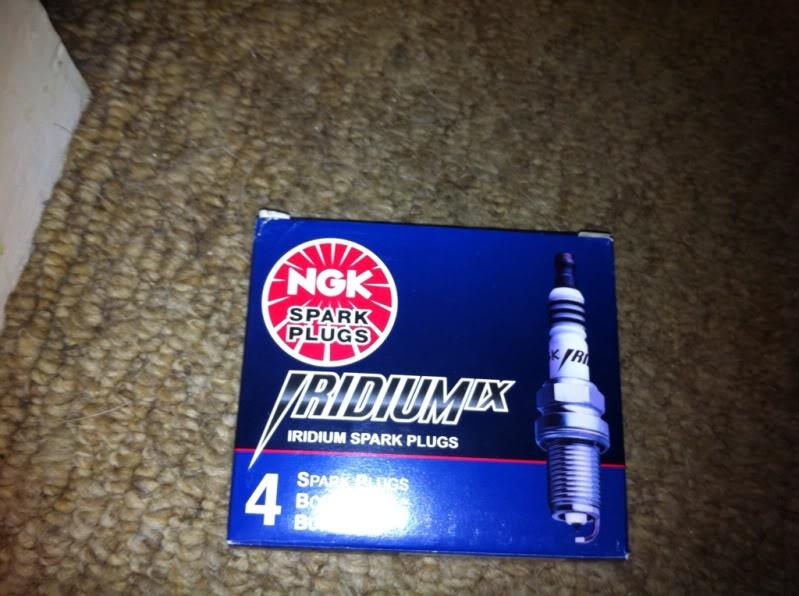 NGK
SPARK
PLUGS
IRIDIUM IX
IRIDIUM SPARK PLUGS
4
SPARK PLUGS